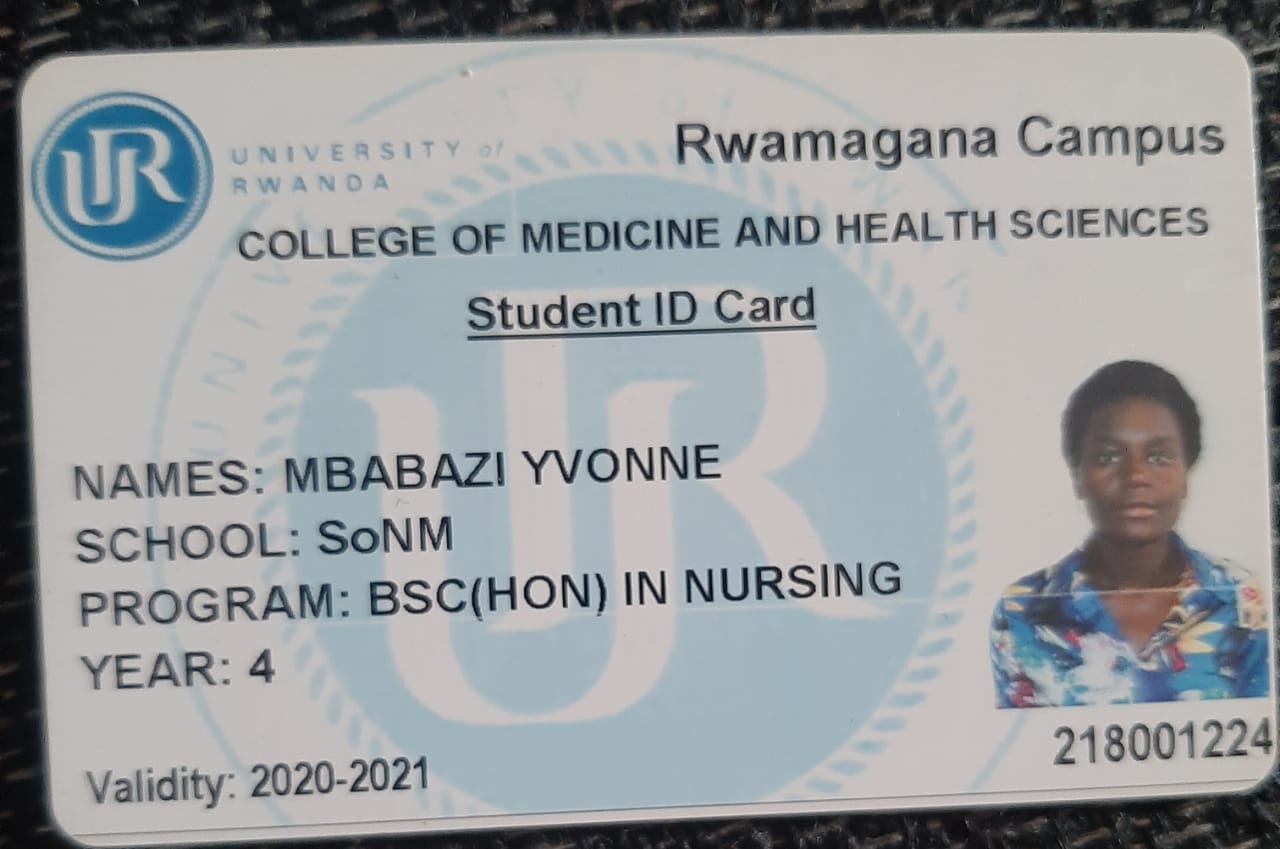 UR
UNIVERSITY of
RWANDA
Rwamagana Campus
COLLEGE OF MEDICINE AND HEALTH SCIENCES
Student ID Card
NAMES: MBABAZI YVONNE
SCHOOL: SoNM
PROGRAM: BSC(HON) IN NURSING
YEAR: 4
218001224
Validity: 2020-2021